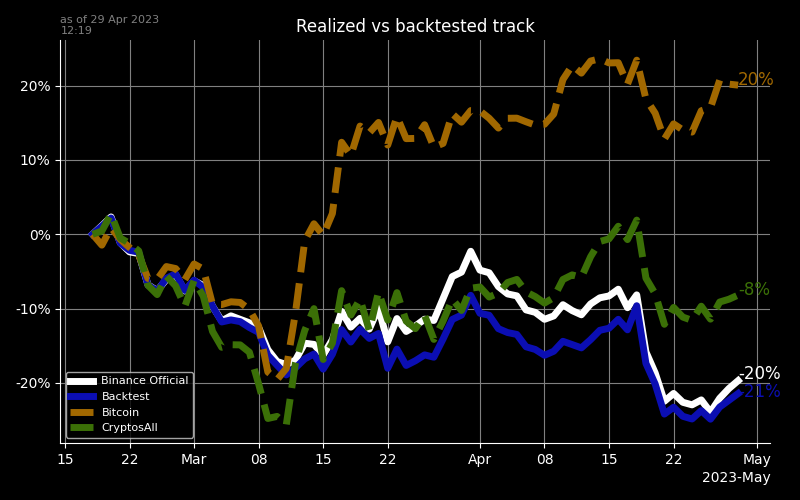 as of 29 Apr 2023
12:19
Realized vs backtested track
20%
10%
0%
-10%
-20%
20%
-8%
-20%
-21%
Binance Official
Backtest
Bitcoin
CryptosAll
15 22 Mar 08 15 22 Apr 08 15 22 May
2023-May